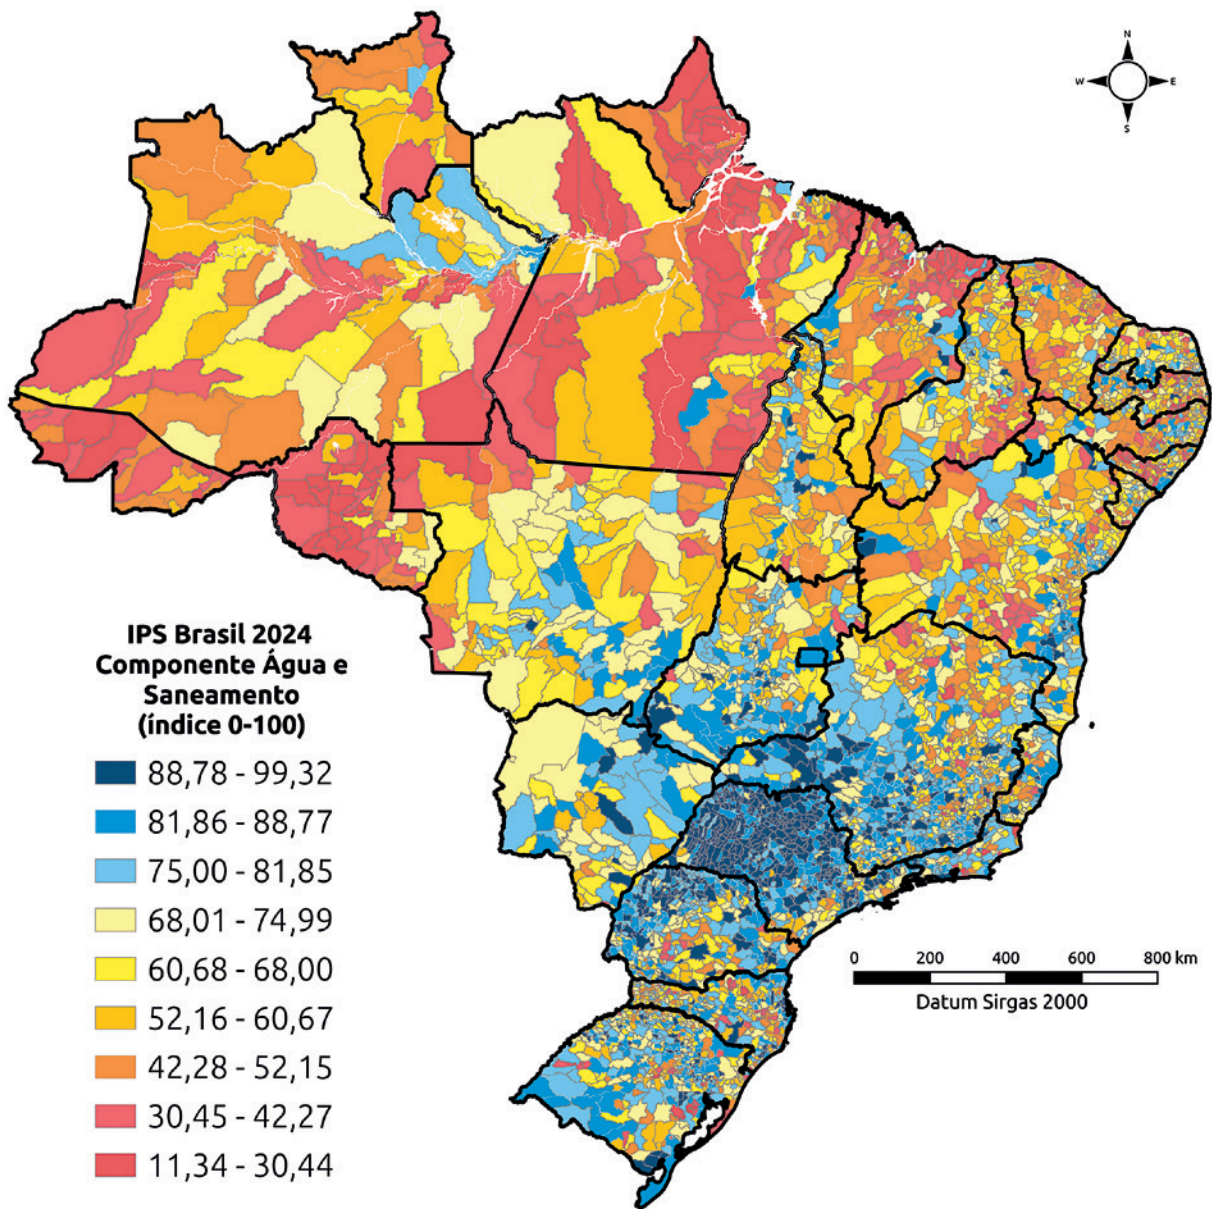 N
W E
S
IPS Brasil 2024
Componente Água e
Saneamento
(índice 0-100)
88,78 - 99,32
81,86 - 88,77
75,00 - 81,85
68,01 - 74,99
60,68 - 68,00
52,16 - 60,67
42,28 - 52,15
30,45 - 42,27
11,34 - 30,44
0 200 400 600 800 km
Datum Sirgas 2000